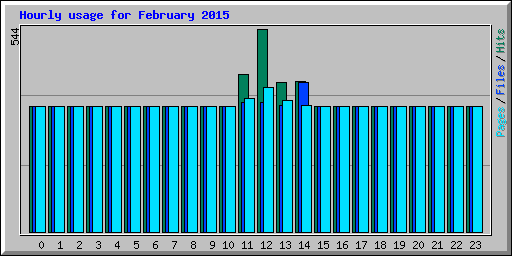 Hourly usage for February 2015
544
Pages/Files/Hits
0 1 2 3 4 5 6 7 8 9 10 11 12 13 14 15 16 17 18 19 20 21 22 23